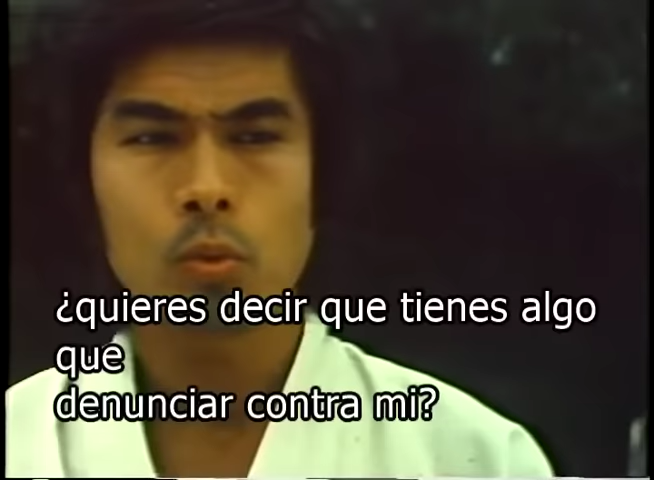 ¿quieres decir que tienes algo
que
denunciar contra mi?